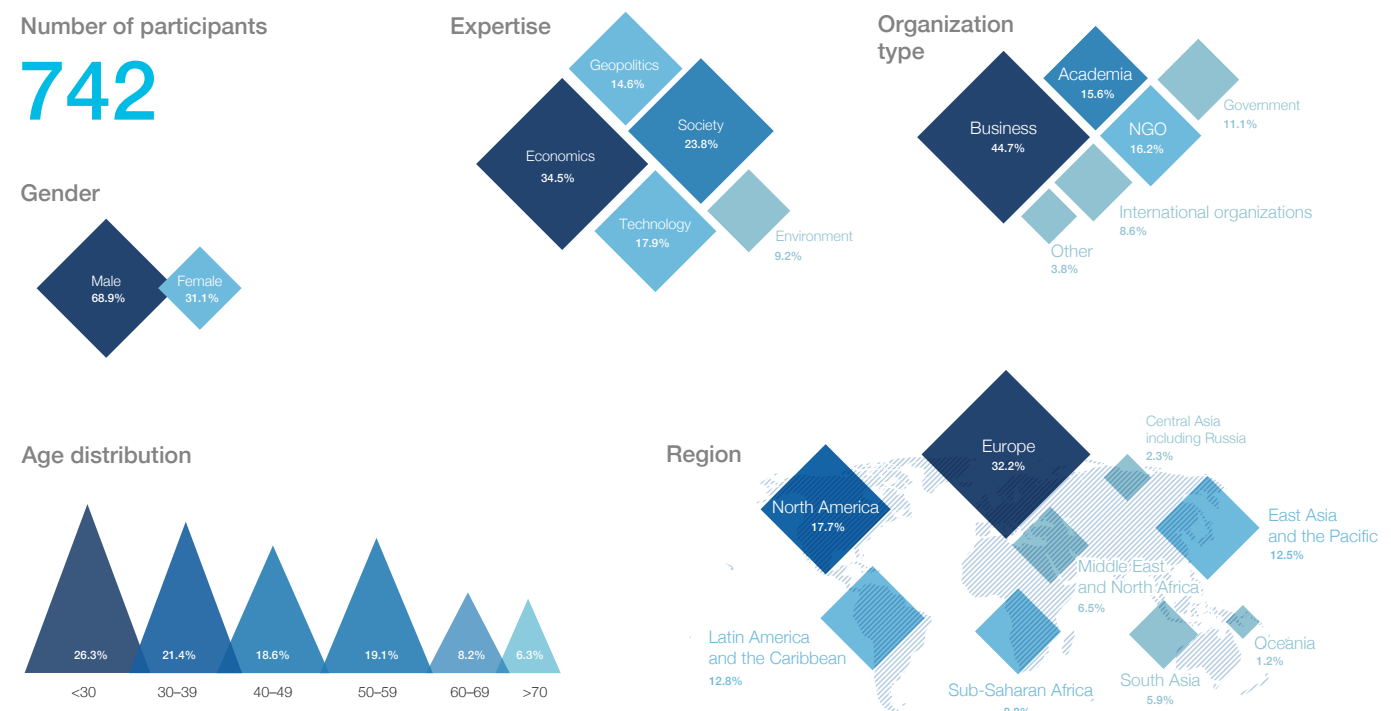 Number of participants
742
Gender
Male
68.9%
Female
31.1%
Expertise
Geopolitics
14.6%
Society
23.8%
Economics
34.5%
Technology
17.9%
Environment
9.2%
Organization
type
Academia
15.6%
Government
11.1%
Business
44.7%
NGO
16.2%
International organizations
8.6%
Other
3.8%
Age distribution
26.3%
21.4%
18.6%
19.1%
8.2%
6.3%
<30
30–39
40–49
50–59
60–69
>70
Region
Europe
32.2%
Central Asia
including Russia
2.3%
North America
17.7%
East Asia
and the Pacific
12.5%
Middle East
and North Africa
6.5%
Latin America
and the Caribbean
12.8%
Oceania
1.2%
South Asia
5.9%
Sub-Saharan Africa